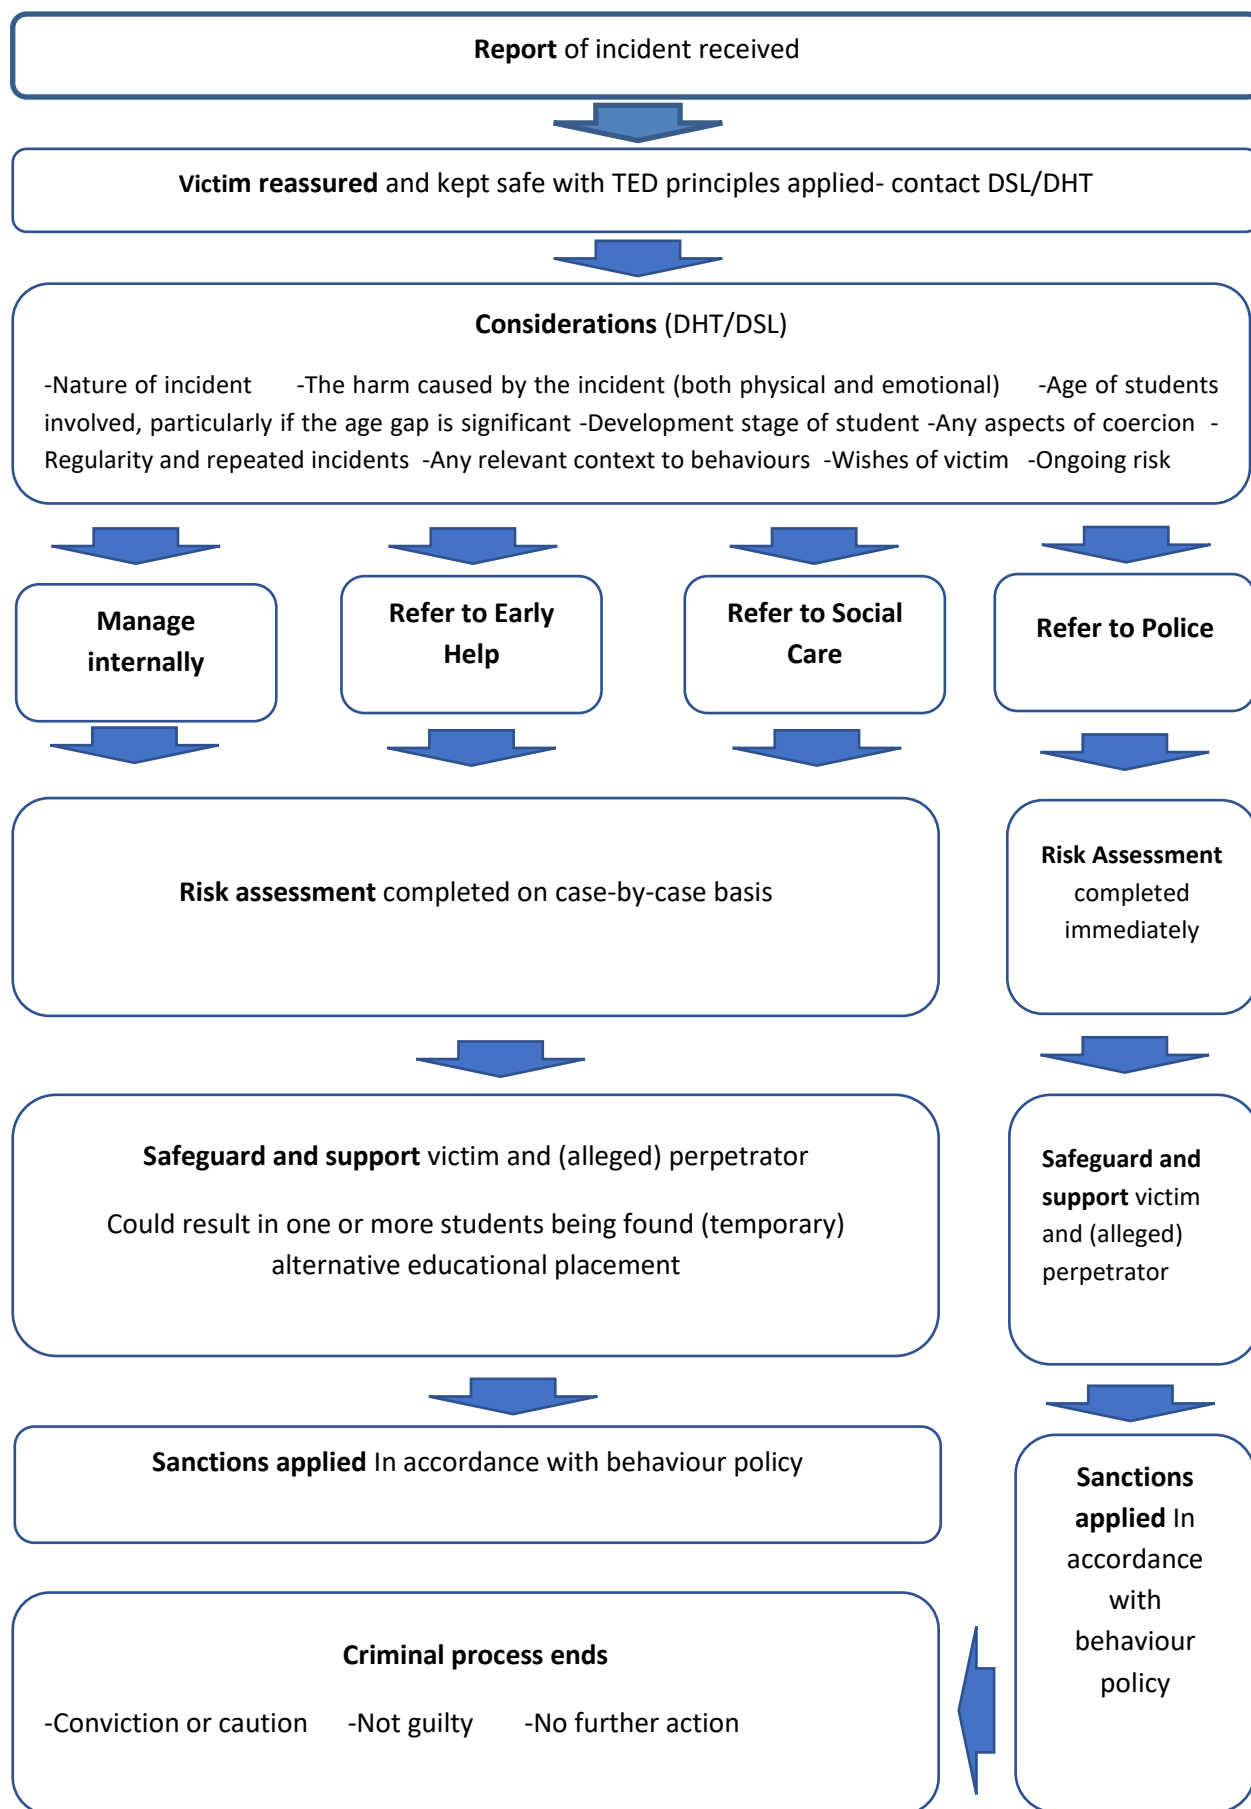 Report of incident received
Victim reassured and kept safe with TED principles applied- contact DSL/DHT
Considerations (DHT/DSL)
-Nature of incident -The harm caused by the incident (both physical and emotional) -Age of students
involved, particularly if the age gap is significant -Development stage of student -Any aspects of coercion -
Regularity and repeated incidents -Any relevant context to behaviours -Wishes of victim -Ongoing risk
Manage
internally
Refer to Early
Help
Refer to Social
Care
Refer to Police
Risk assessment completed on case-by-case basis
Risk Assessment
completed
immediately
Safeguard and support victim and (alleged) perpetrator
Could result in one or more students being found (temporary)
alternative educational placement
Safeguard and
support victim
and (alleged)
perpetrator
Sanctions applied In accordance with behaviour policy
Sanctions
applied In
accordance
with
behaviour
policy
Criminal process ends
-Conviction or caution -Not guilty -No further action